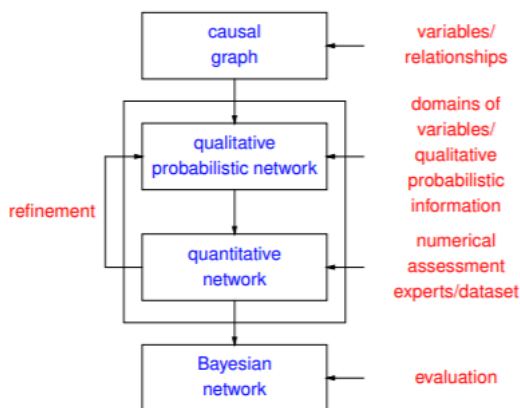 causal
graph
variables/
relationships
qualitative
probabilistic network
domains of
variables/
qualitative
probabilistic
information
refinement
quantitative
network
numerical
assessment
experts/dataset
Bayesian
network
evaluation